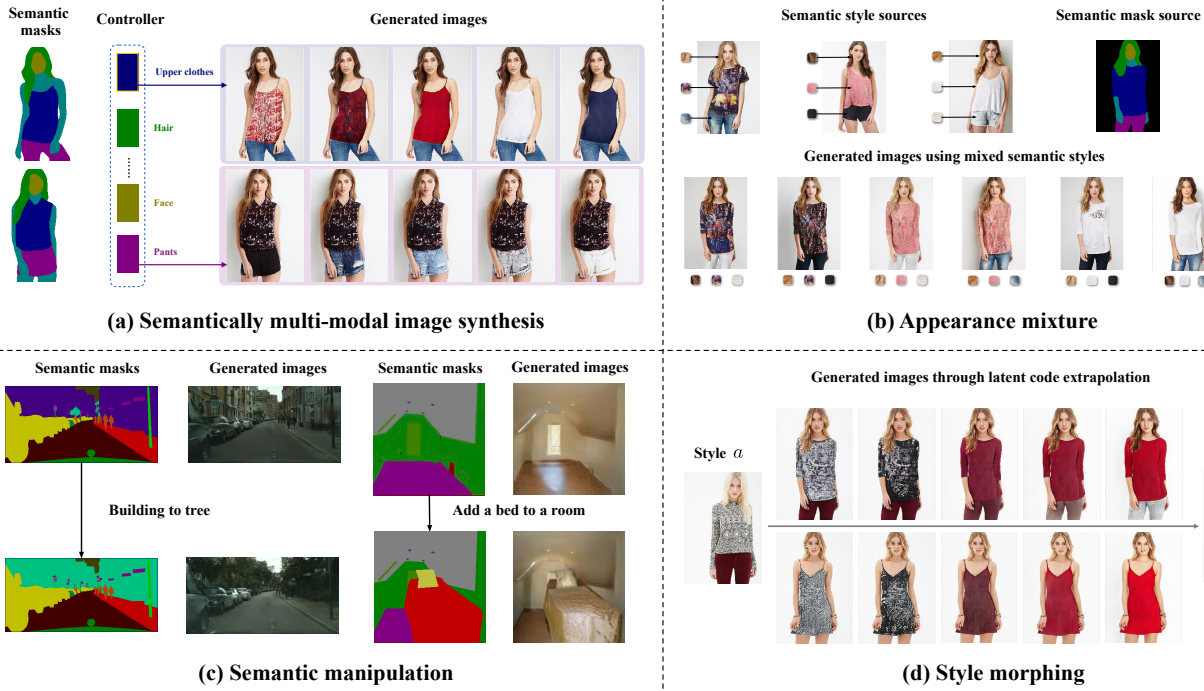 Semantic
masks
Controller
Generated images
Upper clothes
Hair
Face
Pants
(a) Semantically multi-modal image synthesis
Semantic style sources
Semantic mask source
Generated images using mixed semantic styles
(b) Appearance mixture
Semantic masks
Generated images
Semantic masks
Generated images
Building to tree
Add a bed to a room
(c) Semantic manipulation
Generated images through latent code extrapolation
Style a
(d) Style morphing